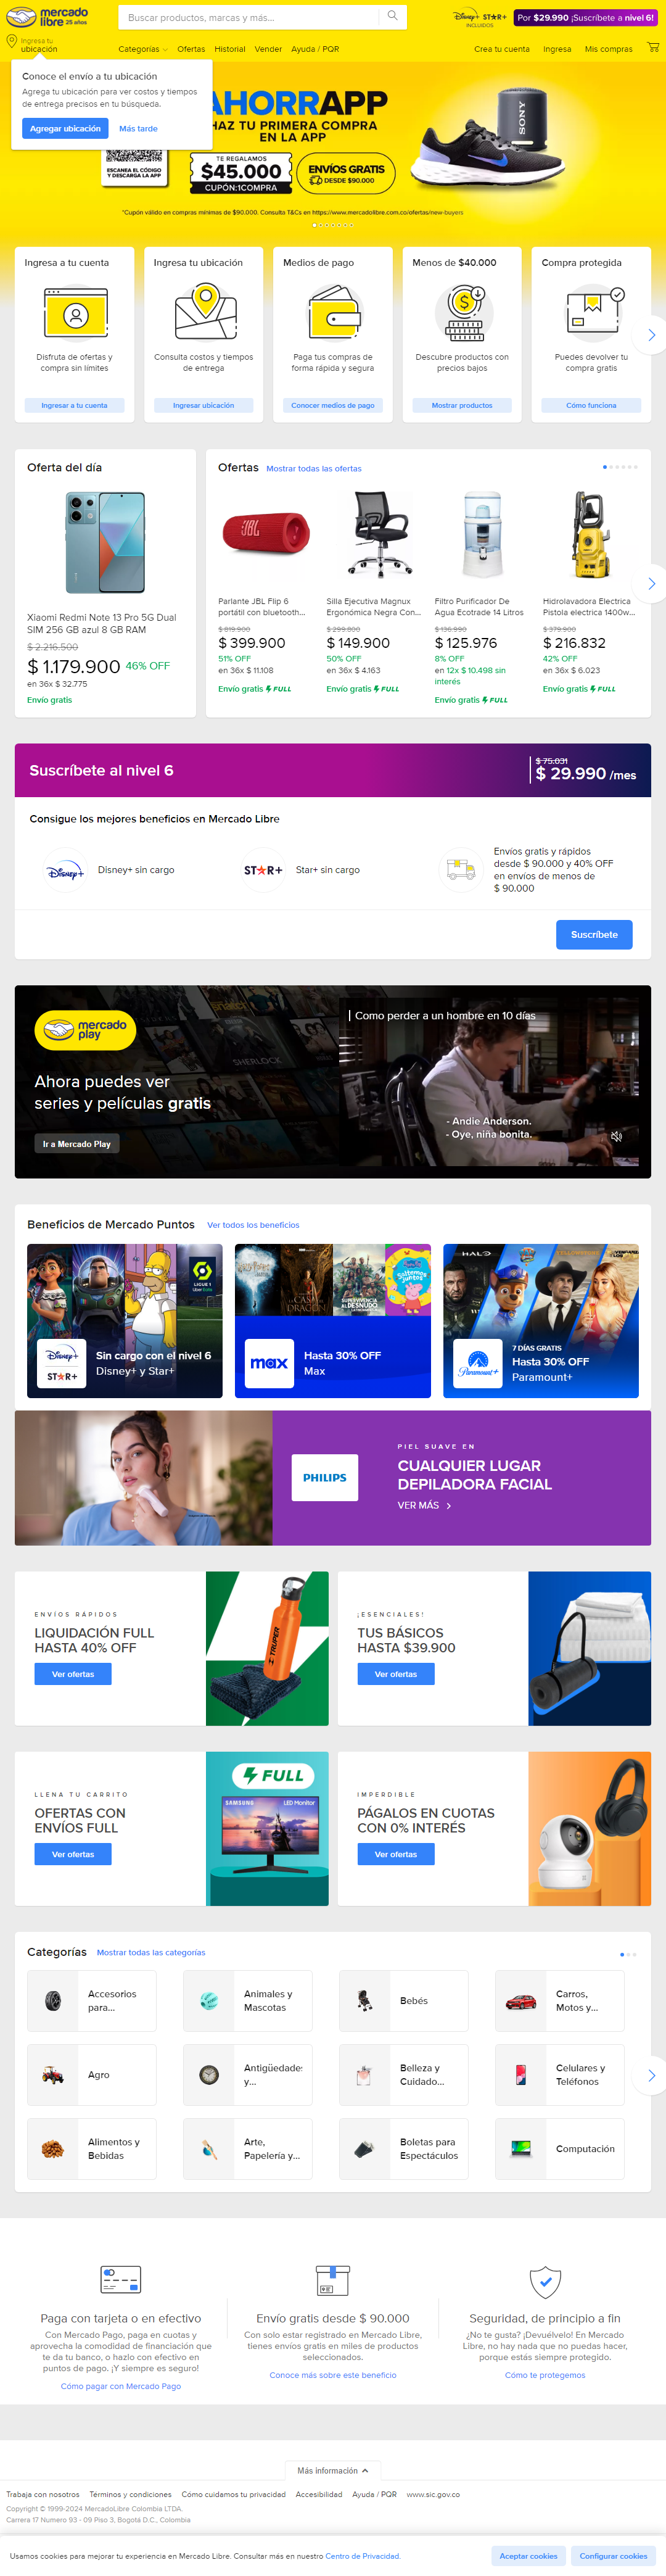 mercado
libre 25 años
Buscar productos, marcas y más...
Disney+ STAR+
INCLUIDOS
Por $29.990 ¡Suscríbete a nivel 6!
Ingresa tu
ubicación
Categorías Ofertas Historial Vender Ayuda / PQR
Crea tu cuenta Ingresa Mis compras
Conoce el envío a tu ubicación
Agrega tu ubicación para ver costos y tiempos
de entrega precisos en tu búsqueda.
Agregar ubicación Más tarde
AHORRAPP
HAZ TU PRIMERA COMPRA
EN LA APP
ESCANEA EL CÓDIGO
Y DESCARGA LA APP
TE REGALAMOS
$45.000
CUPÓN:1COMPRA
ENVÍOS GRATIS
DESDE $90.000
SONY
*Cupón válido en compras mínimas de $90.000. Consulta T&Cs en https://www.mercadolibre.com.co/ofertas/new-buyers
Ingresa a tu cuenta
Disfruta de ofertas y
compra sin límites
Ingresar a tu cuenta
Ingresa tu ubicación
Consulta costos y tiempos
de entrega
Ingresar ubicación
Medios de pago
Paga tus compras de
forma rápida y segura
Conocer medios de pago
Menos de $40.000
Descubre productos con
precios bajos
Mostrar productos
Compra protegida
Puedes devolver tu
compra gratis
Cómo funciona
Oferta del día
Xiaomi Redmi Note 13 Pro 5G Dual
SIM 256 GB azul 8 GB RAM
$ 2.216.500
$ 1.179.900 46% OFF
en 36x $ 32.775
Envío gratis
Ofertas Mostrar todas las ofertas
JBL
Parlante JBL Flip 6
portátil con bluetooth...
$ 819.900
$ 399.900
51% OFF
en 36x $ 11.108
Envío gratis FULL
Silla Ejecutiva Magnux
Ergonómica Negra Con...
$ 299.800
$ 149.900
50% OFF
en 36x $ 4.163
Envío gratis FULL
Filtro Purificador De
Agua Ecotrade 14 Litros
$ 136.990
$ 125.976
8% OFF
en 12x $ 10.498 sin
interés
Envío gratis FULL
Hidrolavadora Electrica
Pistola electrica 1400w...
$ 379.900
$ 216.832
42% OFF
en 36x $ 6.023
Envío gratis FULL
Suscríbete al nivel 6
$ 75.031
$ 29.990 /mes
Consigue los mejores beneficios en Mercado Libre
Disney+
Disney+ sin cargo
STAR+
Star+ sin cargo
Envíos gratis y rápidos
desde $ 90.000 y 40% OFF
en envíos de menos de
$ 90.000
Suscríbete
mercado
play
Ahora puedes ver
series y películas gratis
Ir a Mercado Play
SHERLOCK
Como perder a un hombre en 10 días
- Andie Anderson.
- Oye, niña bonita.
Beneficios de Mercado Puntos Ver todos los beneficios
LIGUE 1
Uber Eats
Disney+
STAR+
Sin cargo con el nivel 6
Disney+ y Star+
LA CASA
DRAGÓN
SUPERVIVENCIA
AL DESNUDO
max
Hasta 30% OFF
Max
HALO
Paramount+
7 DÍAS GRATIS
Hasta 30% OFF
Paramount+
PHILIPS
PIEL SUAVE EN
CUALQUIER LUGAR
DEPILADORA FACIAL
VER MÁS
ENVÍOS RÁPIDOS
LIQUIDACIÓN FULL
HASTA 40% OFF
Ver ofertas
TRUPER
¡ESENCIALES!
TUS BÁSICOS
HASTA $39.900
Ver ofertas
LLENA TU CARRITO
OFERTAS CON
ENVÍOS FULL
Ver ofertas
FULL
SAMSUNG LED Monitor
IMPERDIBLE
PÁGALOS EN CUOTAS
CON 0% INTERÉS
Ver ofertas
Categorías Mostrar todas las categorías
Accesorios
para...
Animales y
Mascotas
Bebés
Carros,
Motos y...
Agro
Antigüedades
y...
Belleza y
Cuidado...
Celulares y
Teléfonos
Alimentos y
Bebidas
Arte,
Papelería y...
Boletas para
Espectáculos
Computación
Paga con tarjeta o en efectivo
Con Mercado Pago, paga en cuotas y
aprovecha la comodidad de financiación que
te da tu banco, o hazlo con efectivo en
puntos de pago. ¡Y siempre es seguro!
Cómo pagar con Mercado Pago
Envío gratis desde $ 90.000
Con solo estar registrado en Mercado Libre,
tienes envíos gratis en miles de productos
seleccionados.
Conoce más sobre este beneficio
Seguridad, de principio a fin
¿No te gusta? ¡Devuélvelo! En Mercado
Libre, no hay nada que no puedas hacer,
porque estás siempre protegido.
Cómo te protegemos
Más información
Trabaja con nosotros Términos y condiciones Cómo cuidamos tu privacidad Accesibilidad Ayuda / PQR www.sic.gov.co
Copyright © 1999-2024 MercadoLibre Colombia LTDA.
Carrera 17 Numero 93 - 09 Piso 3, Bogotá D.C., Colombia
Usamos cookies para mejorar tu experiencia en Mercado Libre. Consultar más en nuestro Centro de Privacidad.
Aceptar cookies Configurar cookies